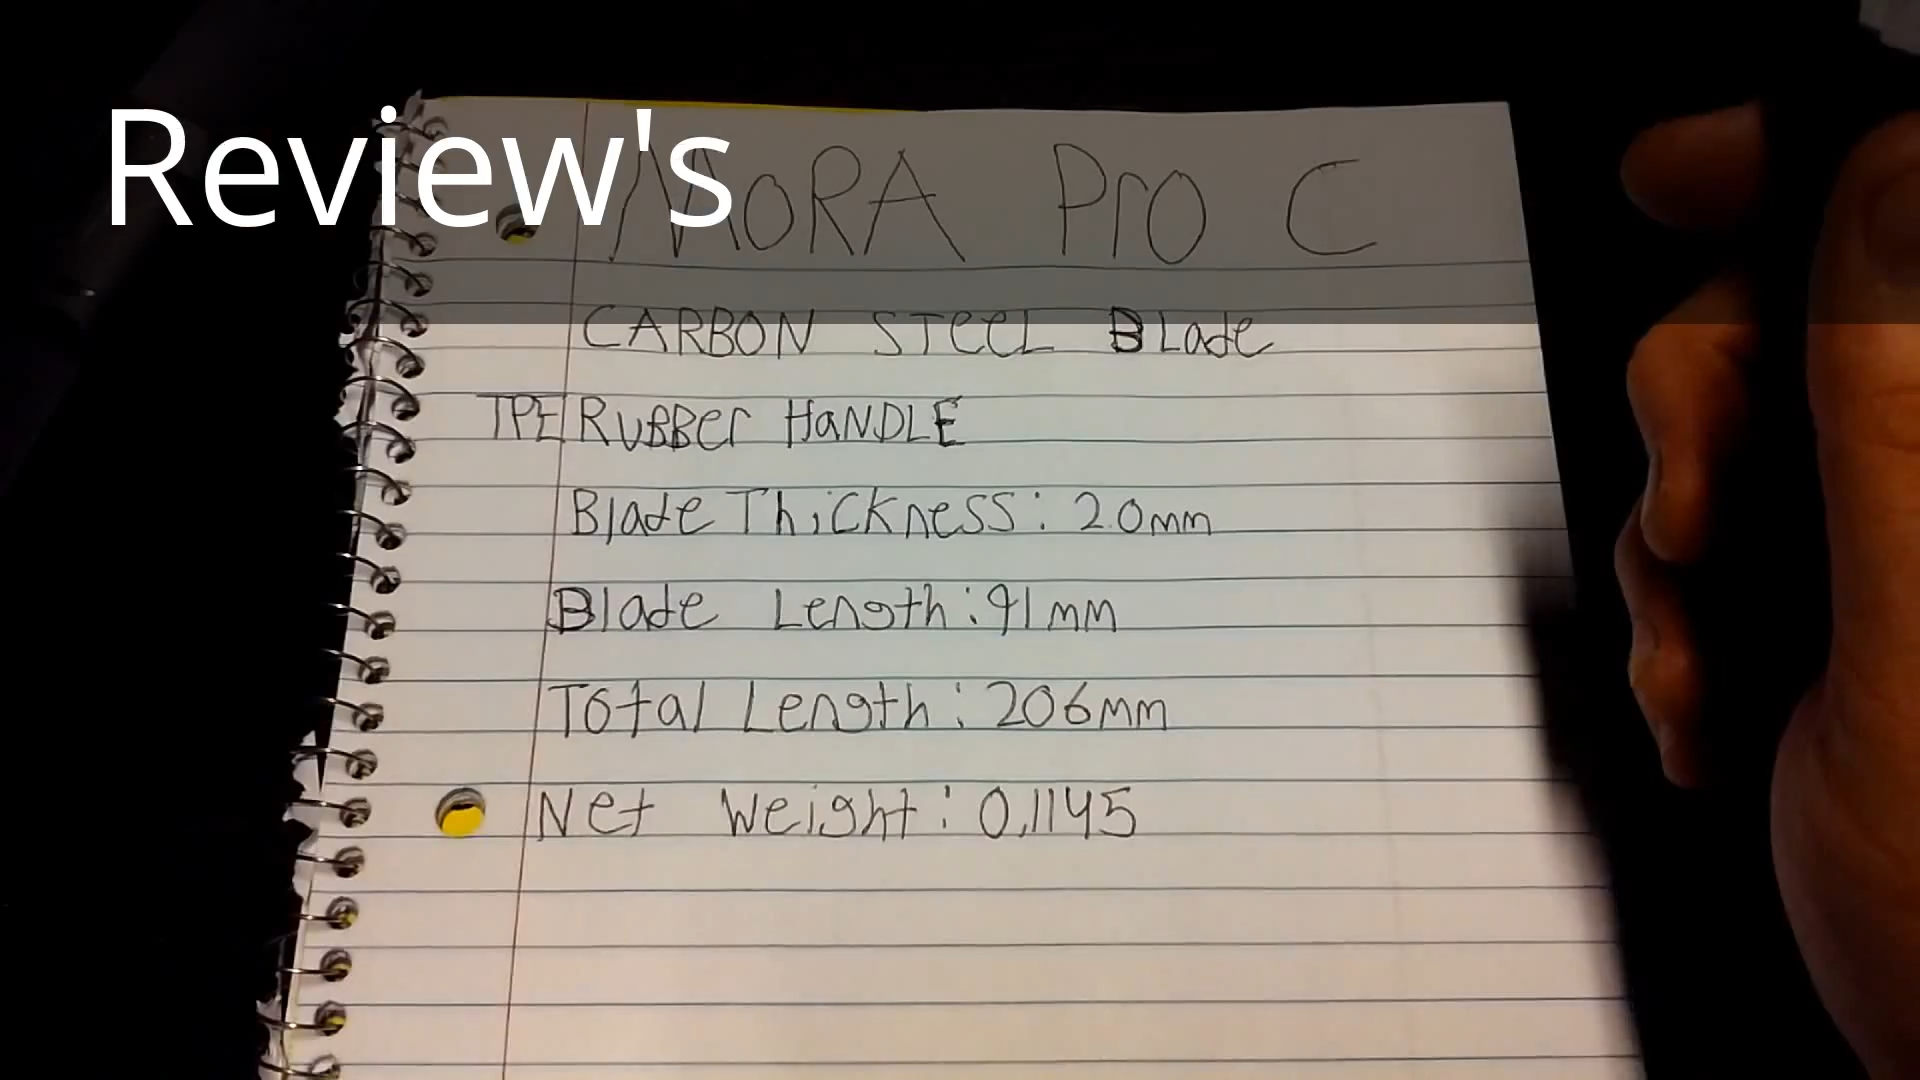 Review's
MORA Pro C
CARBON STeeL BLade
TPE RuBBer HaNDLE
Blade Thickness: 2.0mm
Blade Length: 91mm
Total Length: 206mm
Net Weight: 0.1145